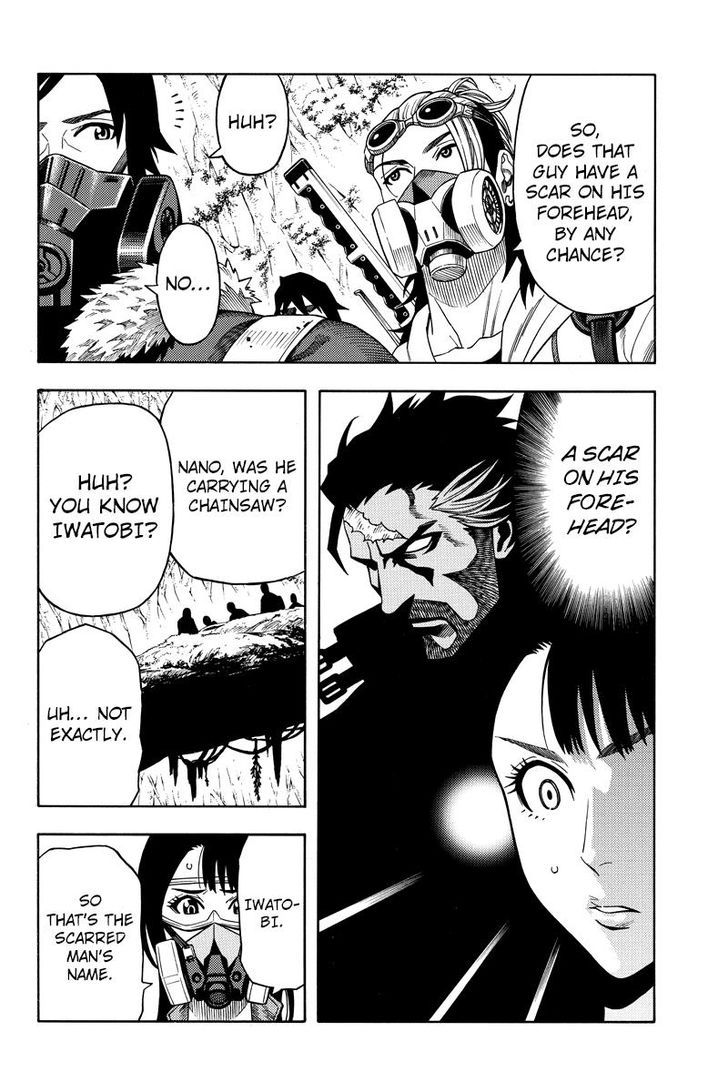 SO,
DOES THAT
GUY HAVE A
SCAR ON HIS
FOREHEAD,
BY ANY
CHANCE?
HUH?
NO...
A SCAR
ON HIS
FORE-
HEAD?
NANO, WAS HE
CARRYING A
CHAINSAW?
HUH?
YOU KNOW
IWATOBI?
UH... NOT
EXACTLY.
IWATO-
BI.
SO
THAT'S THE
SCARRED
MAN'S
NAME.